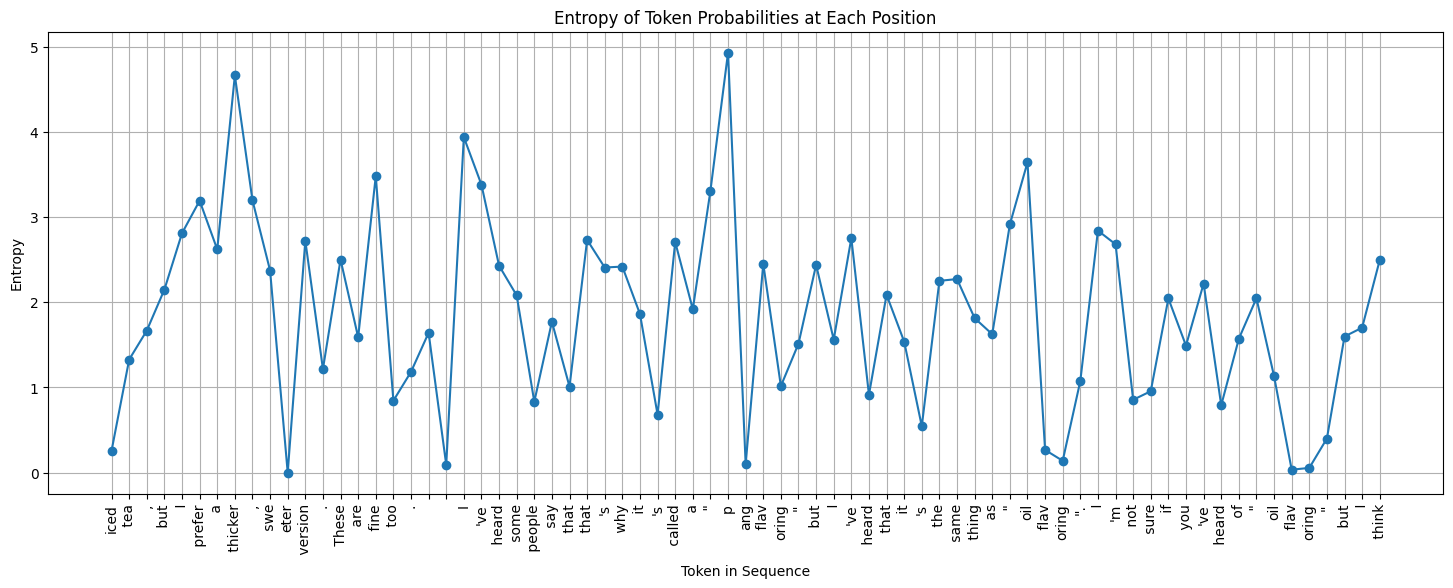 Entropy of Token Probabilities at Each Position
Entropy
5
4
3
2
1
0
iced tea , but I prefer a thicker , swe eter version . These are fine too . I 've heard some people say that that 's why it 's called a " p ang flav oring " but I 've heard that it 's the same thing as " oil flav oring ". I 'm not sure if you 've heard of " oil flav oring " but I think
Token in Sequence